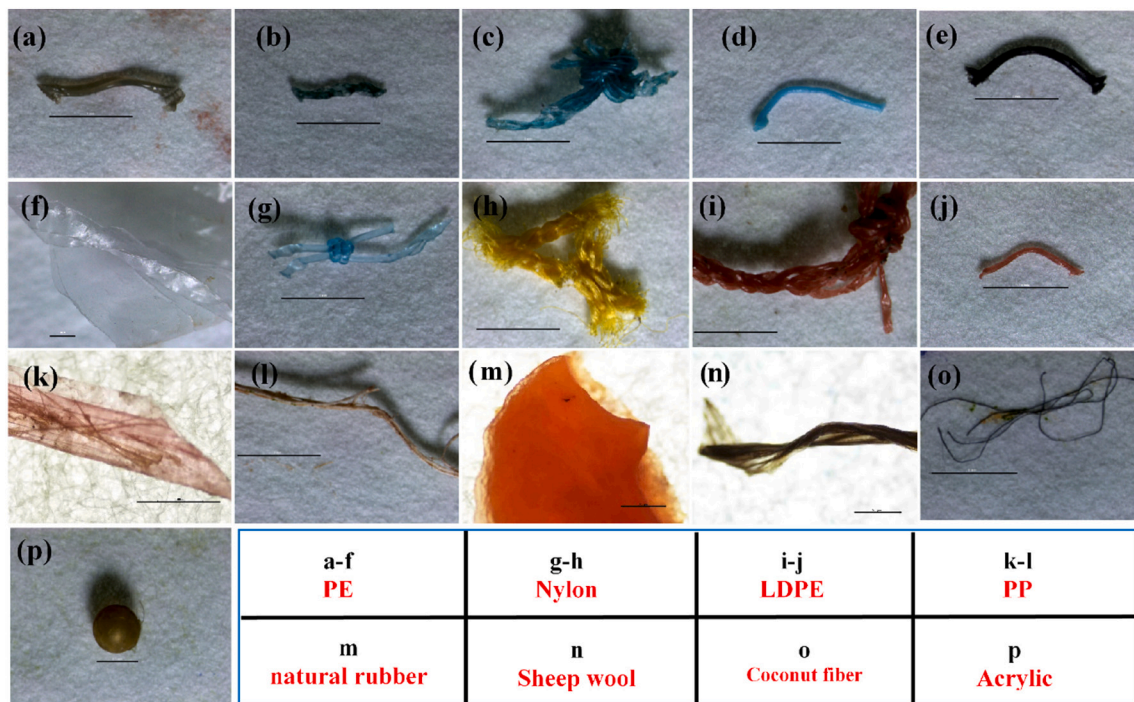 (a)
(b)
(c)
(d)
(e)
(f)
(g)
(h)
(i)
(j)
(k)
(l)
(m)
(n)
(o)
(p)
a-f
PE
g-h
Nylon
i-j
LDPE
k-l
PP
m
natural rubber
n
Sheep wool
o
Coconut fiber
p
Acrylic